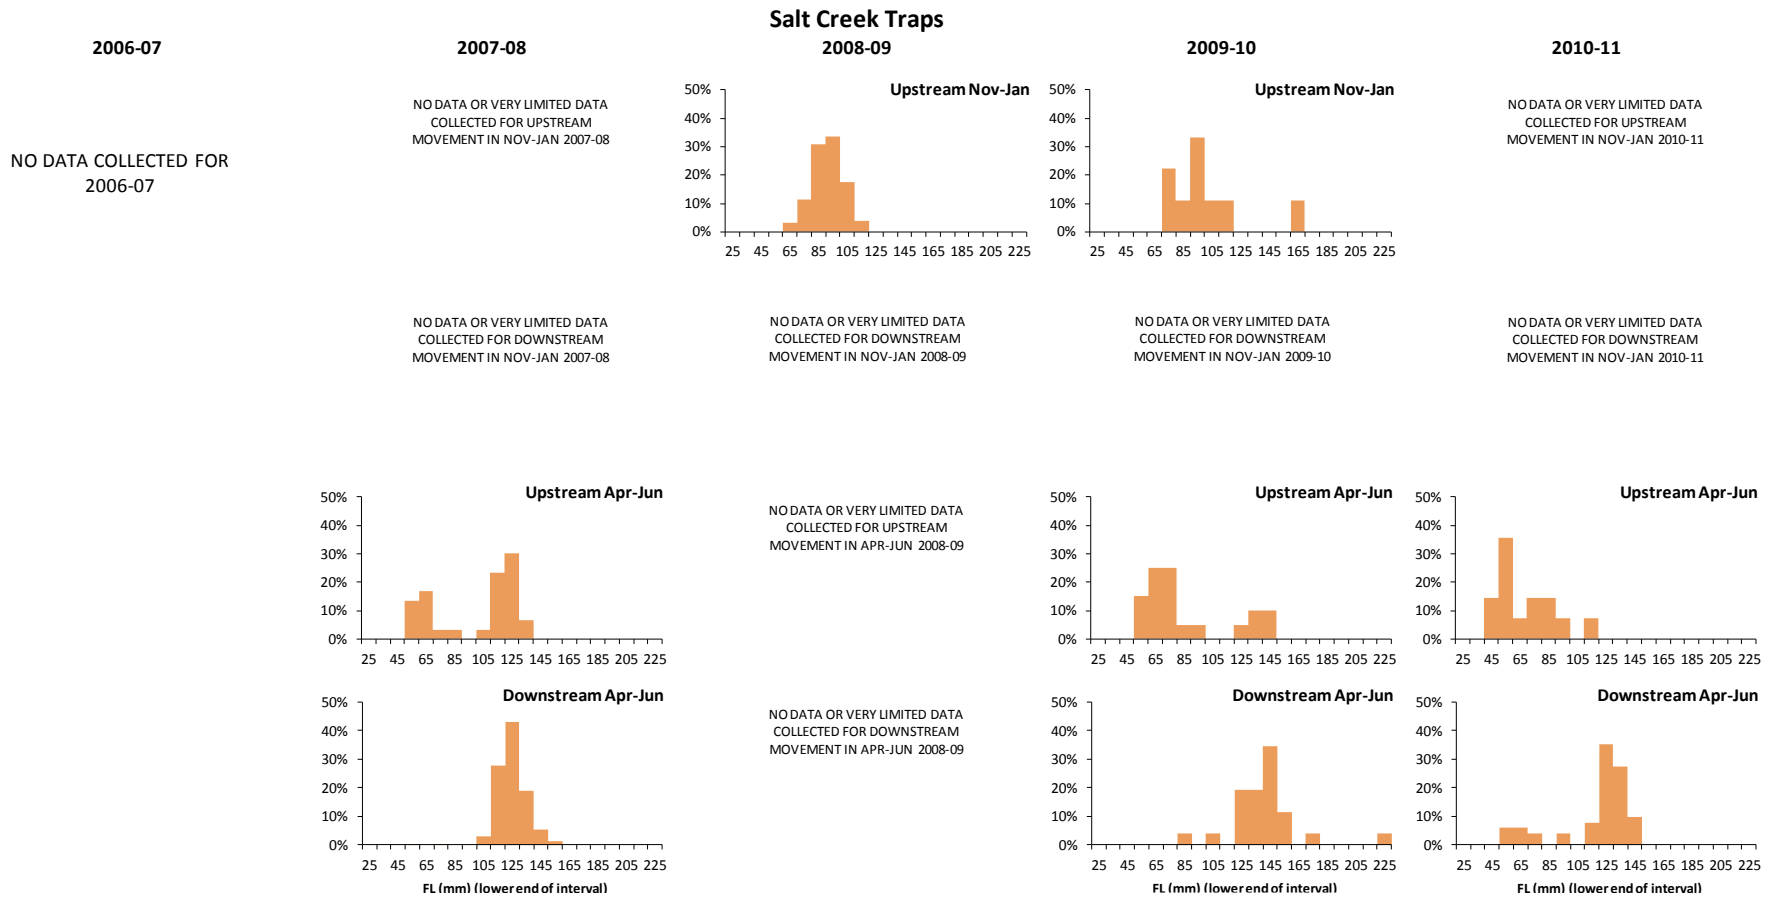 Salt Creek Traps
2006-07 2007-08 2008-09 2009-10 2010-11
NO DATA COLLECTED FOR
2006-07
NO DATA OR VERY LIMITED DATA
COLLECTED FOR UPSTREAM
MOVEMENT IN NOV-JAN 2007-08
Upstream Nov-Jan
50%
40%
30%
20%
10%
0%
25 45 65 85 105 125 145 165 185 205 225
Upstream Nov-Jan
50%
40%
30%
20%
10%
0%
25 45 65 85 105 125 145 165 185 205 225
NO DATA OR VERY LIMITED DATA
COLLECTED FOR UPSTREAM
MOVEMENT IN NOV-JAN 2010-11
NO DATA OR VERY LIMITED DATA
COLLECTED FOR DOWNSTREAM
MOVEMENT IN NOV-JAN 2007-08
NO DATA OR VERY LIMITED DATA
COLLECTED FOR DOWNSTREAM
MOVEMENT IN NOV-JAN 2008-09
NO DATA OR VERY LIMITED DATA
COLLECTED FOR DOWNSTREAM
MOVEMENT IN NOV-JAN 2009-10
NO DATA OR VERY LIMITED DATA
COLLECTED FOR DOWNSTREAM
MOVEMENT IN NOV-JAN 2010-11
Upstream Apr-Jun
50%
40%
30%
20%
10%
0%
25 45 65 85 105 125 145 165 185 205 225
NO DATA OR VERY LIMITED DATA
COLLECTED FOR UPSTREAM
MOVEMENT IN APR-JUN 2008-09
Upstream Apr-Jun
50%
40%
30%
20%
10%
0%
25 45 65 85 105 125 145 165 185 205 225
Upstream Apr-Jun
50%
40%
30%
20%
10%
0%
25 45 65 85 105 125 145 165 185 205 225
Downstream Apr-Jun
50%
40%
30%
20%
10%
0%
25 45 65 85 105 125 145 165 185 205 225
FL (mm) (lower end of interval)
NO DATA OR VERY LIMITED DATA
COLLECTED FOR DOWNSTREAM
MOVEMENT IN APR-JUN 2008-09
Downstream Apr-Jun
50%
40%
30%
20%
10%
0%
25 45 65 85 105 125 145 165 185 205 225
FL (mm) (lower end of interval)
Downstream Apr-Jun
50%
40%
30%
20%
10%
0%
25 45 65 85 105 125 145 165 185 205 225
FL (mm) (lower end of interval)